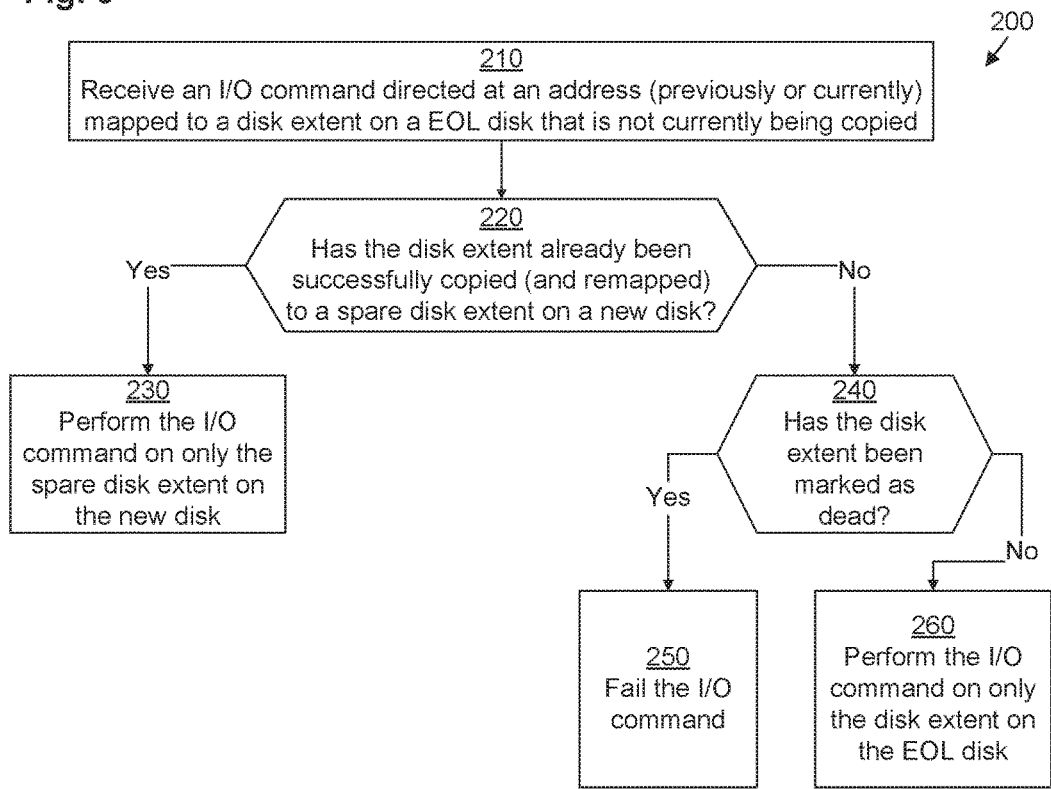 200
210
Receive an I/O command directed at an address (previously or currently)
mapped to a disk extent on a EOL disk that is not currently being copied
220
Has the disk extent already been
successfully copied (and remapped)
to a spare disk extent on a new disk?
Yes
No
230
Perform the I/O
command on only the
spare disk extent on
the new disk
240
Has the disk
extent been
marked as
dead?
Yes
No
250
Fail the I/O
command
260
Perform the I/O
command on only
the disk extent on
the EOL disk